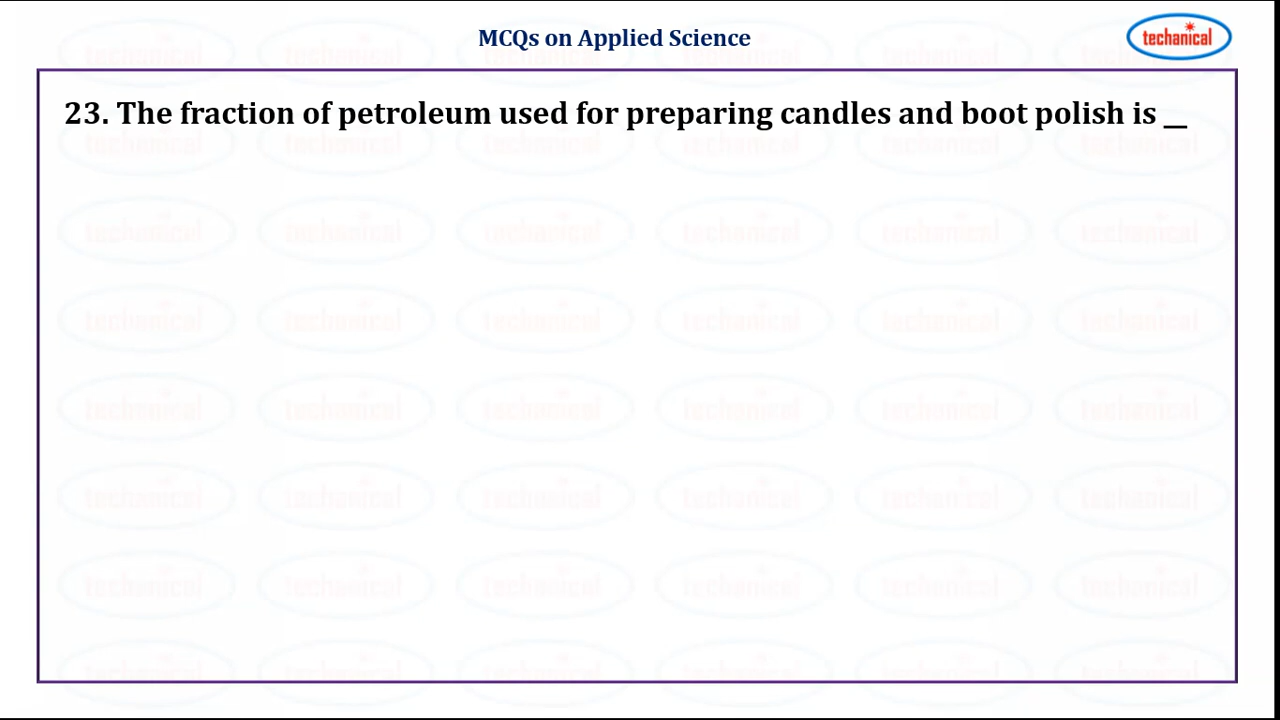 MCQs on Applied Science
techanical
23. The fraction of petroleum used for preparing candles and boot polish is __